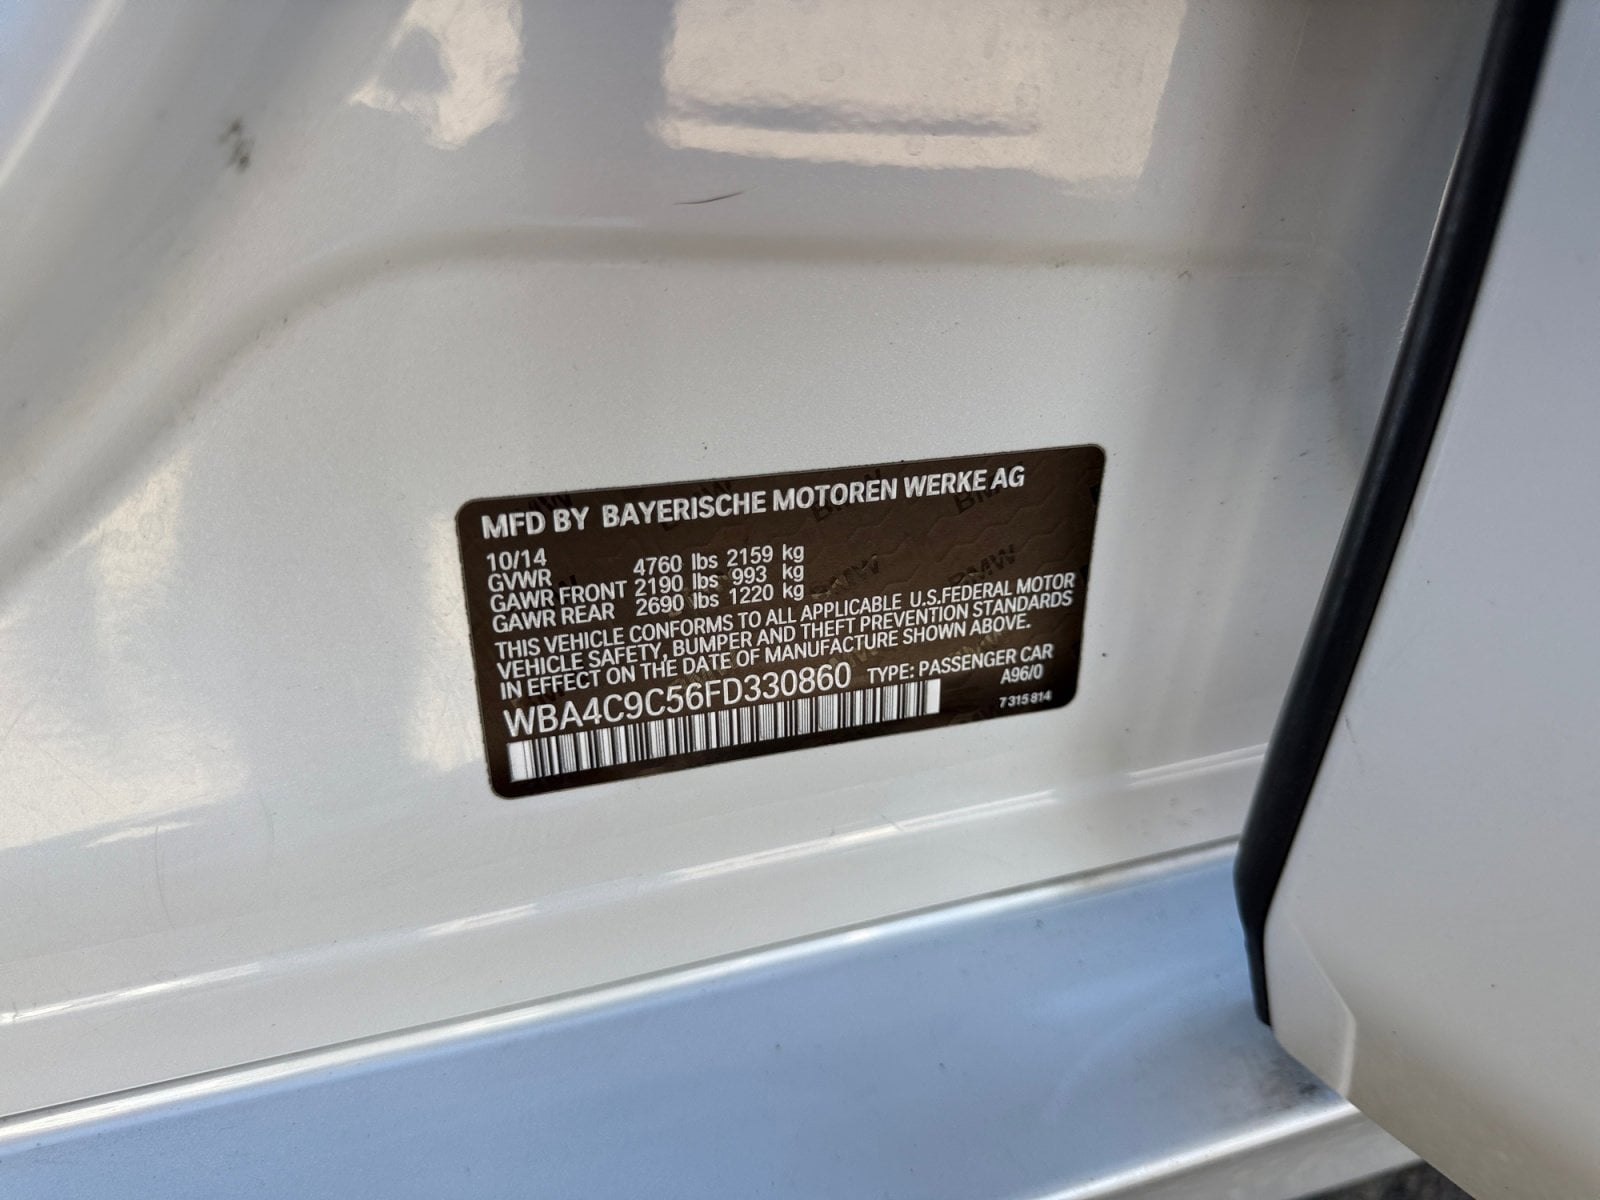 MFD BY BAYERISCHE MOTOREN WERKE AG
10/14
GVWR 4760 lbs 2159 kg
GAWR FRONT 2190 lbs 993 kg
GAWR REAR 2690 lbs 1220 kg
THIS VEHICLE CONFORMS TO ALL APPLICABLE U.S.FEDERAL MOTOR
VEHICLE SAFETY, BUMPER AND THEFT PREVENTION STANDARDS
IN EFFECT ON THE DATE OF MANUFACTURE SHOWN ABOVE.
WBA4C9C56FD330860 TYPE: PASSENGER CAR
A96/0
7 315 814